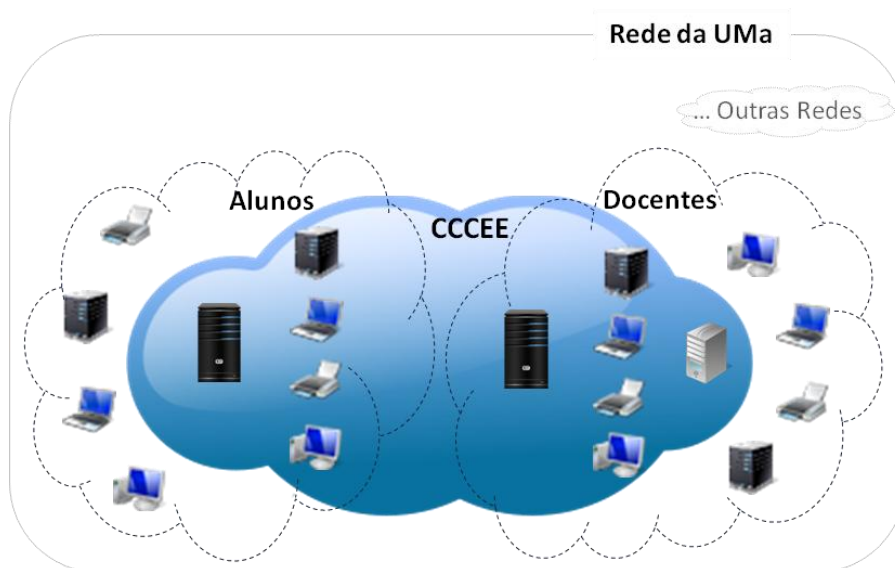 Rede da UMa
... Outras Redes
Alunos
Docentes
CCCEE